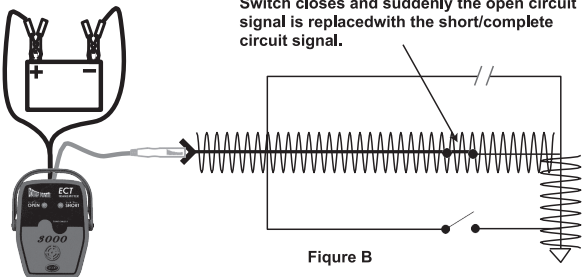 Switch closes and suddenly the open circuit
signal is replacedwith the short/complete
circuit signal.
+ −
ECT
OPEN SHORT
3000
Figure B